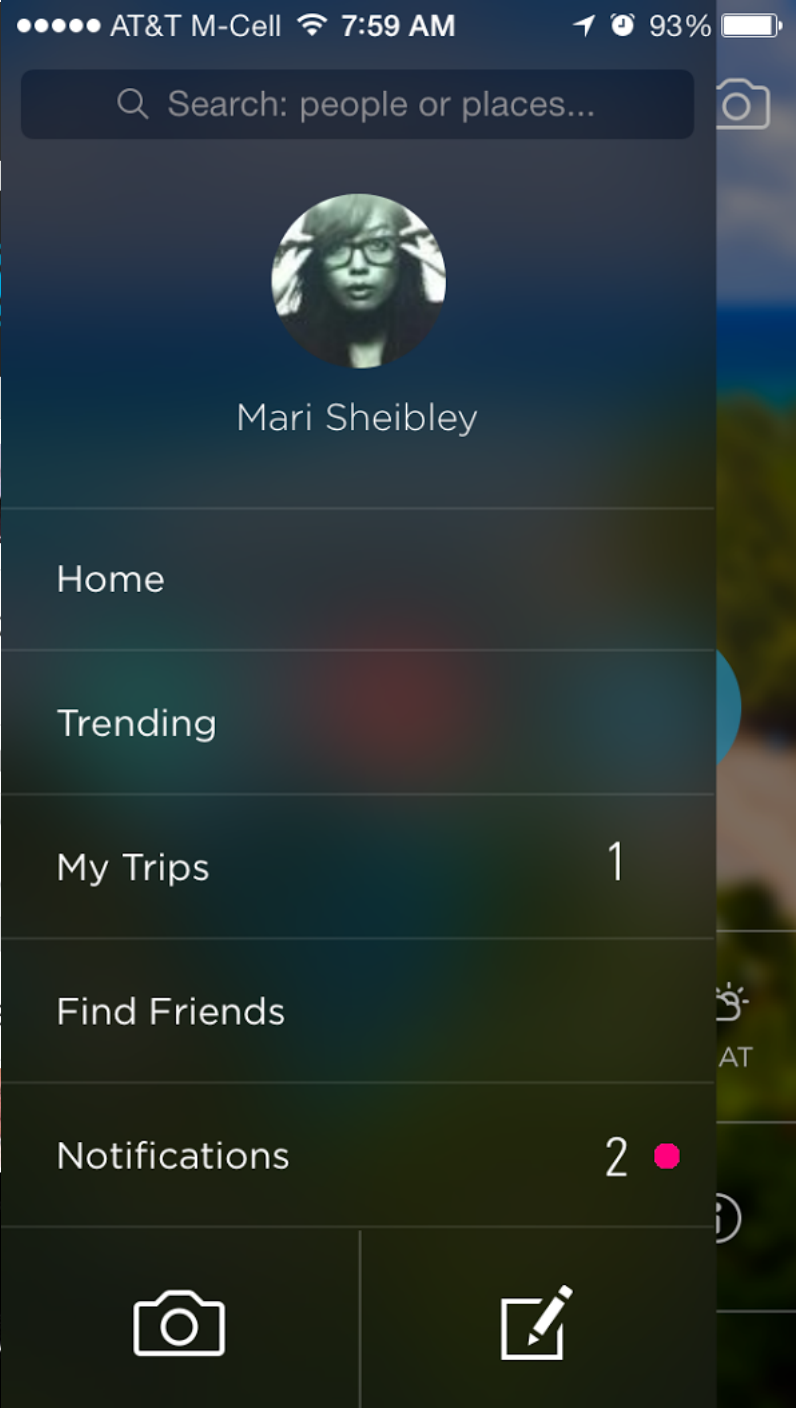 AT&T M-Cell 7:59 AM 93%
Search: people or places...
Mari Sheibley
Home
Trending
My Trips 1
Find Friends
AT
Notifications 2